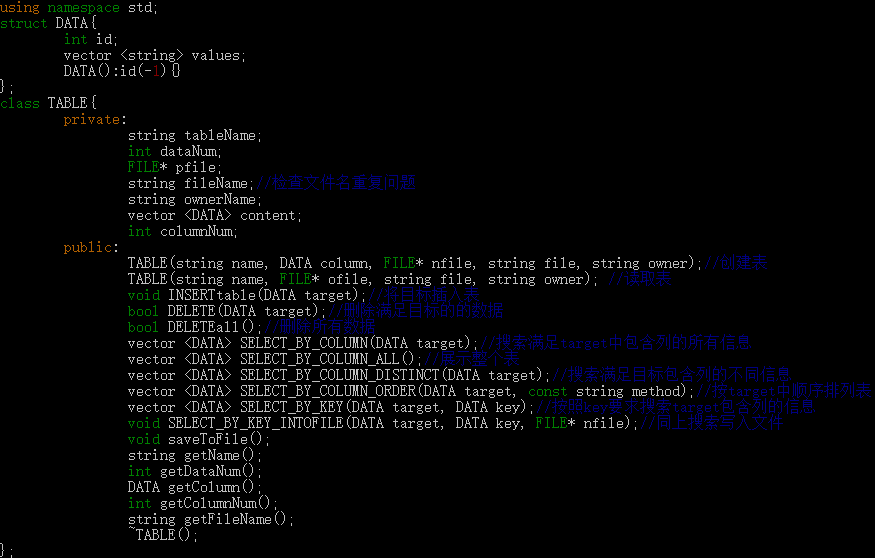 using namespace std;
struct DATA{
int id;
vector <string> values;
DATA():id(-1){}
};
class TABLE{
private:
string tableName;
int dataNum;
FILE* pfile;
string fileName;//检查文件名重复问题
string ownerName;
vector <DATA> content;
int columnNum;
public:
TABLE(string name, DATA column, FILE* nfile, string file, string owner);//创建表
TABLE(string name, FILE* ofile, string file, string owner); //读取表
void INSERTtable(DATA target);//将目标插入表
bool DELETE(DATA target);//删除满足目标的的数据
bool DELETEall();//删除所有数据
vector <DATA> SELECT_BY_COLUMN(DATA target);//搜索满足target中包含列的所有信息
vector <DATA> SELECT_BY_COLUMN_ALL();//展示整个表
vector <DATA> SELECT_BY_COLUMN_DISTINCT(DATA target);//搜索满足目标包含列的不同信息
vector <DATA> SELECT_BY_COLUMN_ORDER(DATA target, const string method);//按target中顺序排列表
vector <DATA> SELECT_BY_KEY(DATA target, DATA key);//按照key要求搜索target包含列的信息
void SELECT_BY_KEY_INTOFILE(DATA target, DATA key, FILE* nfile);//同上搜索写入文件
void saveToFile();
string getName();
int getDataNum();
DATA getColumn();
int getColumnNum();
string getFileName();
~TABLE();
};